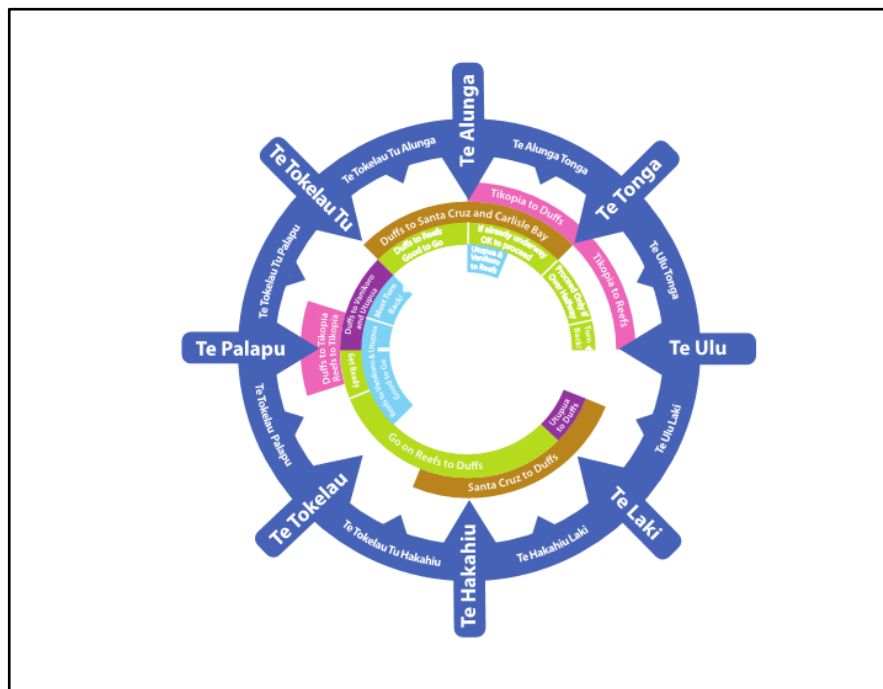 Te Alunga
Te Alunga Tonga
Te Tonga
Te Ulu Tonga
Te Ulu
Te Ulu Laki
Te Laki
Te Hakahiu Laki
Te Hakahiu
Te Tokelau Tu Hakahiu
Te Tokelau
Te Tokelau Palapu
Te Palapu
Te Tokelau Tu Palapu
Te Tokelau Tu
Te Tokelau Tu Alunga
Tikopia to Duffs
Tikopia to Reefs
Duffs to Santa Cruz and Carlisle Bay
Duffs to Reefs
Good to Go
If already underway
OK to proceed
Utupua &
Vanikoro
to Reefs
Proceed Only if
Over Halfway
Turn
Back!
Duffs to Vanikoro
and Utupua
Must Turn
Back!
Duffs to Tikopia
Reefs to Tikopia
Get Ready
Reefs to Vanikoro & Utupua
Good to Go
Go on Reefs to Duffs
Utupua
to Duffs
Santa Cruz to Duffs